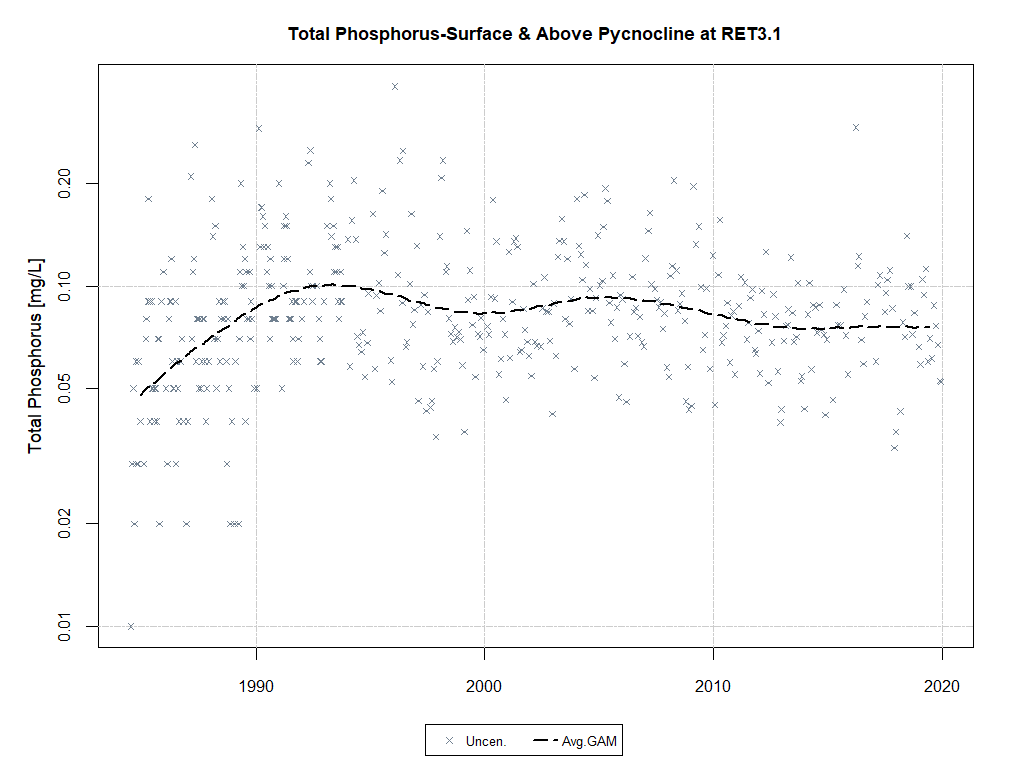 Total Phosphorus-Surface & Above Pycnocline at RET3.1
Total Phosphorus [mg/L]
0.20
0.10
0.05
0.02
0.01
1990 2000 2010 2020
Uncen. Avg.GAM